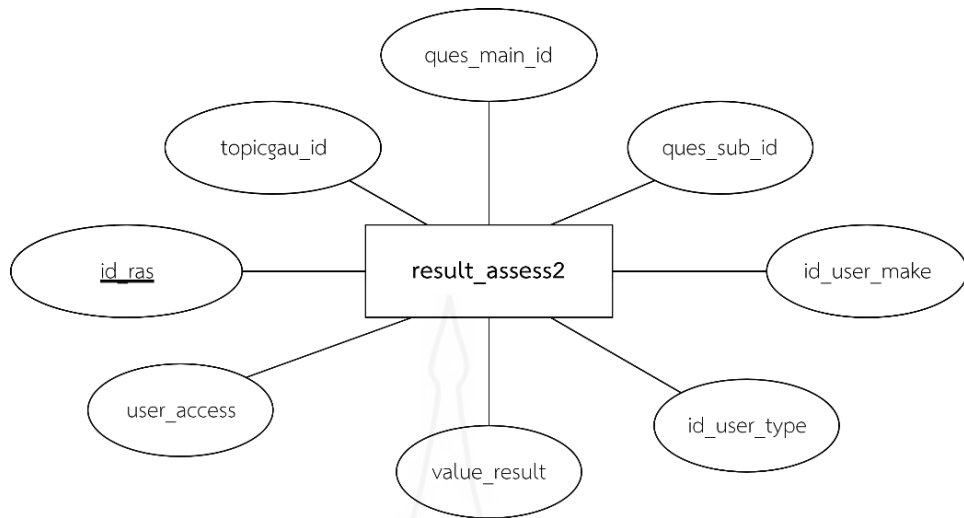 ques_main_id
topicgau_id
ques_sub_id
id_ras
result_assess2
id_user_make
user_access
id_user_type
value_result